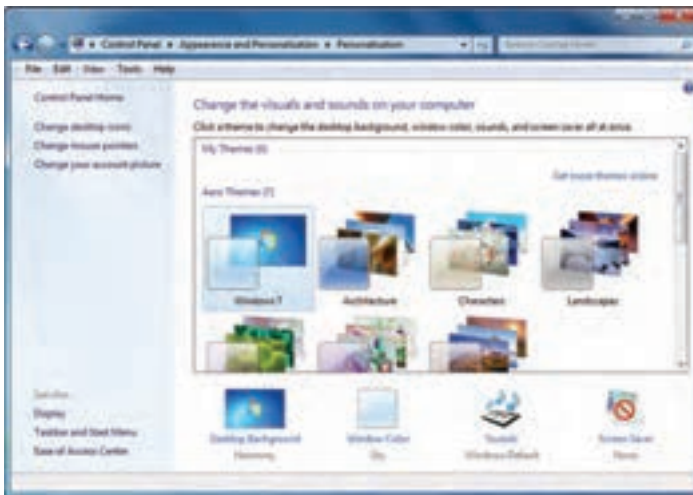 Control Panel ▸ Appearance and Personalization ▸ Personalization
File Edit View Tools Help
Control Panel Home
Change desktop icons
Change mouse pointers
Change your account picture
Change the visuals and sounds on your computer
Click a theme to change the desktop background, window color, sounds, and screen saver all at once.
My Themes (0)
Get more themes online
Aero Themes (7)
Windows 7 Architecture Characters Landscapes
See also
Display
Taskbar and Start Menu
Ease of Access Center
Desktop Background Window Color Sounds Screen Saver
Harmony Sky Windows Default None